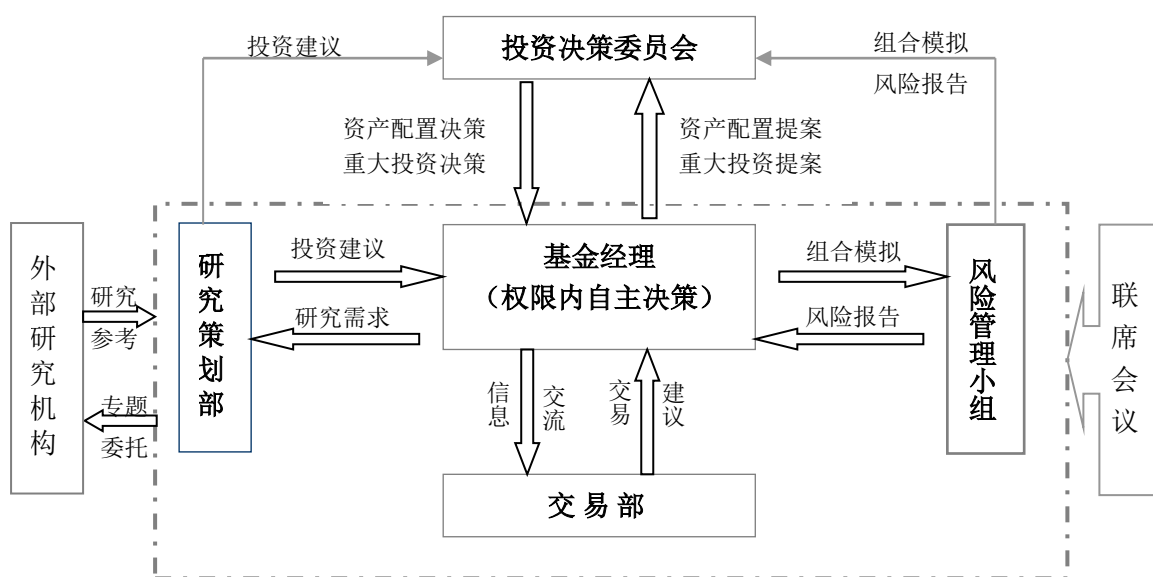 投资建议
投资决策委员会
组合模拟
风险报告
资产配置决策
重大投资决策
资产配置提案
重大投资提案
外部研究机构
研究
参考
专题
委托
研究策划部
投资建议
研究需求
基金经理
（权限内自主决策）
组合模拟
风险报告
风险管理小组
联席会议
信息
交流
交易
建议
交易部